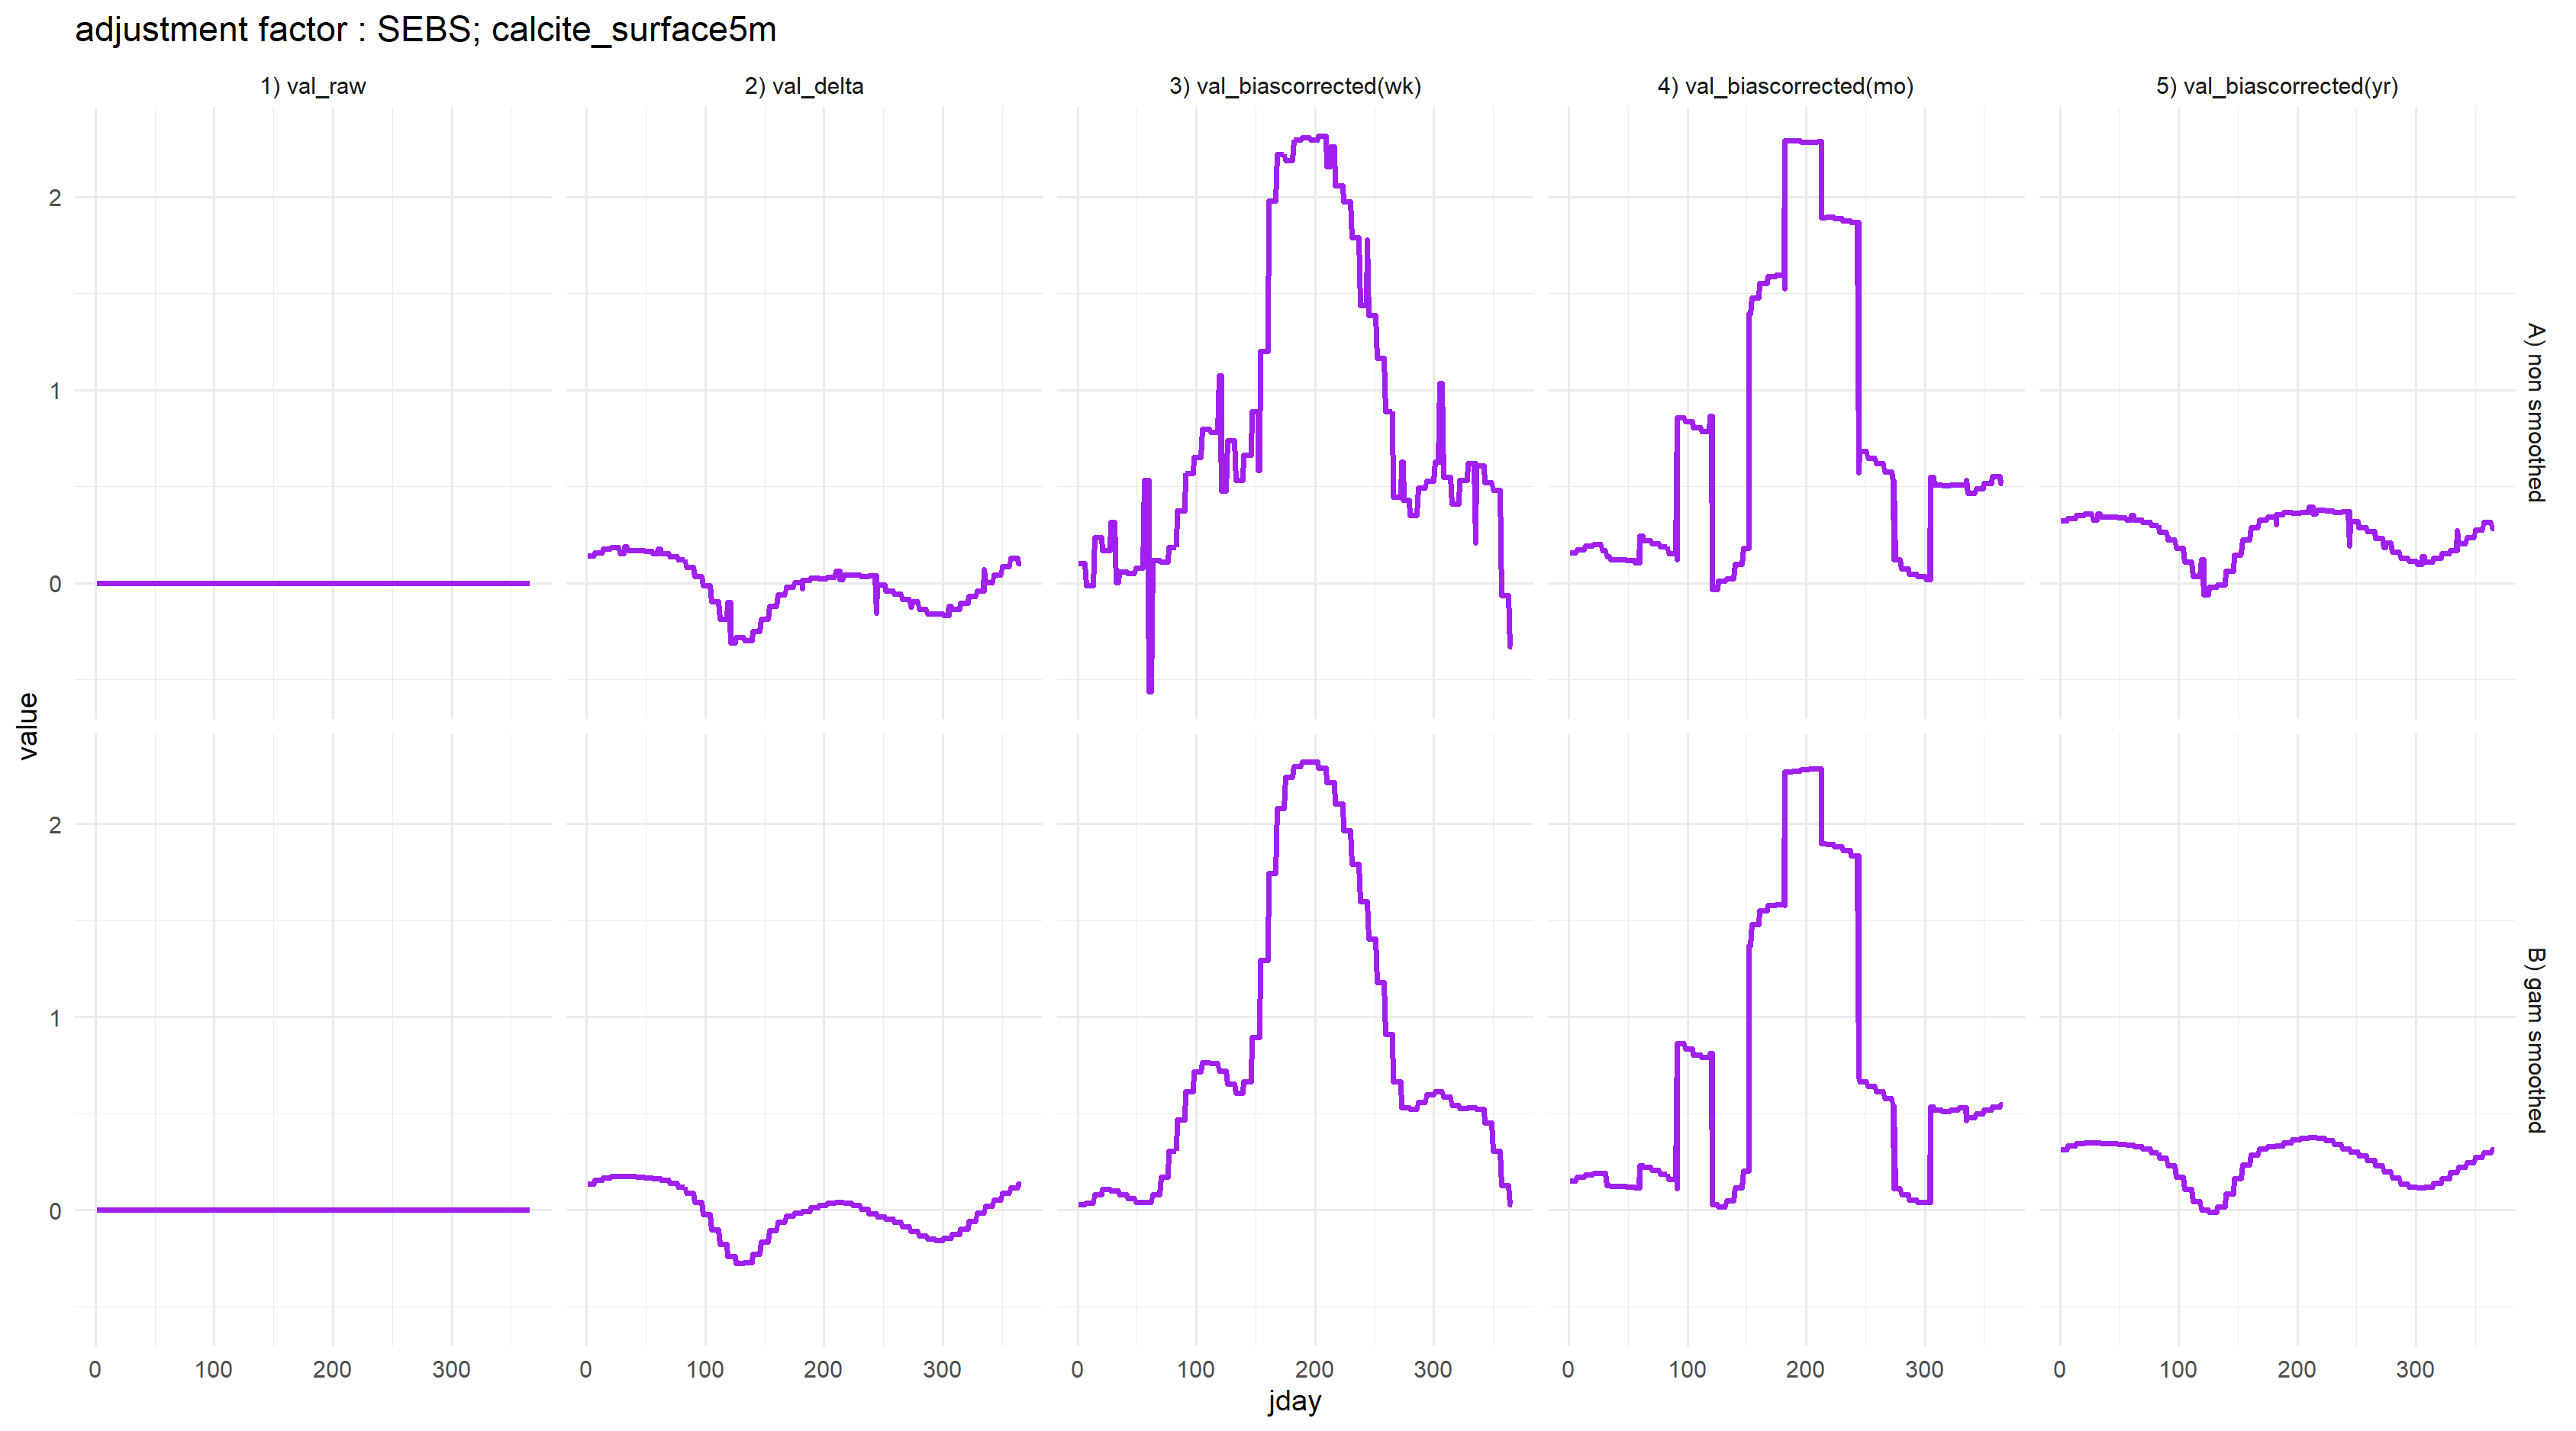 adjustment factor : SEBS; calcite_surface5m
1) val_raw 2) val_delta 3) val_biascorrected(wk) 4) val_biascorrected(mo) 5) val_biascorrected(yr)
2
1
0
A) non smoothed
value
2
1
0
B) gam smoothed
0 100 200 300 0 100 200 300 0 100 200 300 0 100 200 300 0 100 200 300
jday